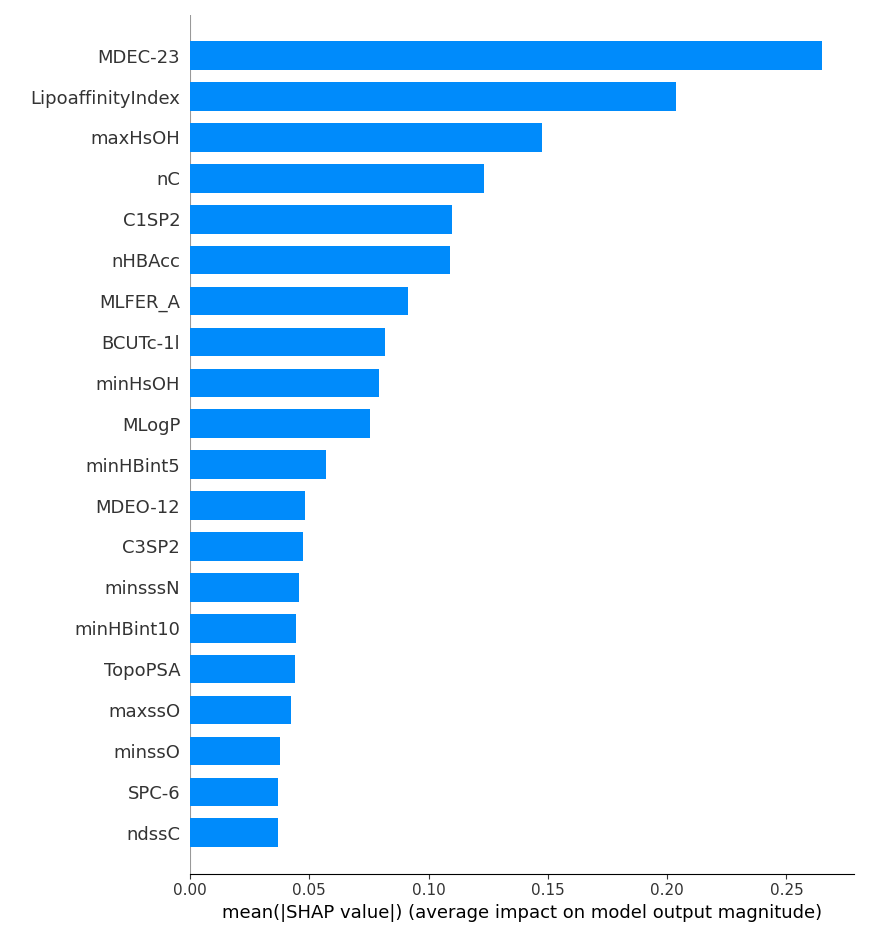 MDEC-23
LipoaffinityIndex
maxHsOH
nC
C1SP2
nHBAcc
MLFER_A
BCUTc-1l
minHsOH
MLogP
minHBint5
MDEO-12
C3SP2
minsssN
minHBint10
TopoPSA
maxssO
minssO
SPC-6
ndssC
0.00 0.05 0.10 0.15 0.20 0.25
mean(|SHAP value|) (average impact on model output magnitude)